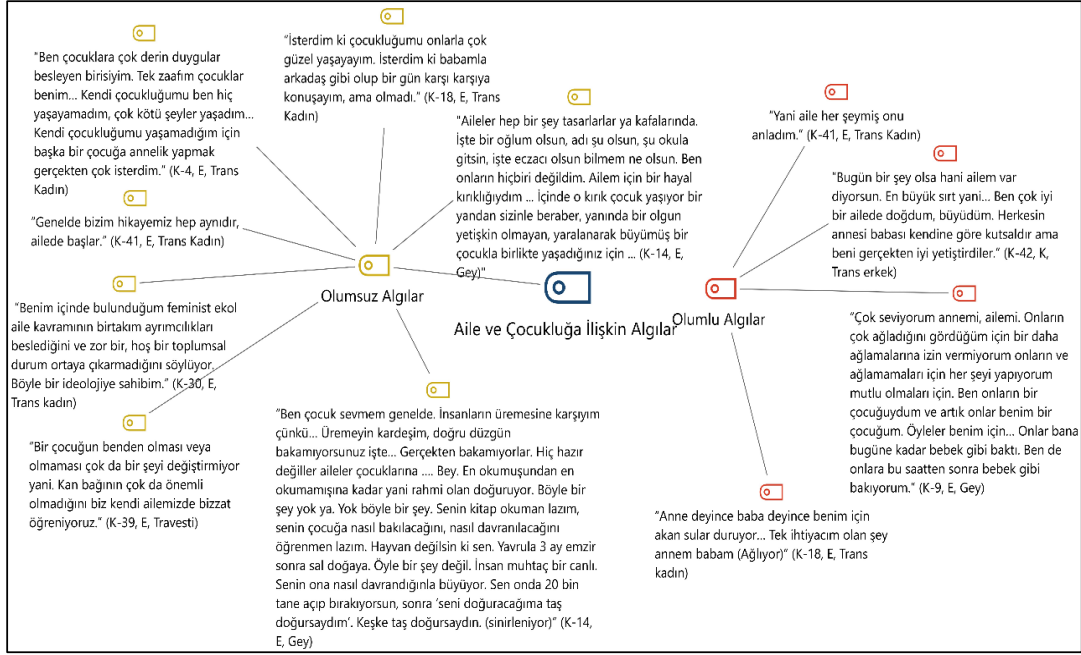 "Ben çocuklara çok derin duygular
besleyen birisiyim. Tek zaafım çocuklar
benim... Kendi çocukluğumu ben hiç
yaşayamadım, çok kötü şeyler yaşadım...
Kendi çocukluğumu yaşamadığım için
başka bir çocuğa annelik yapmak
gerçekten çok isterdim.” (K-4, E, Trans
Kadın)
“İsterdim ki çocukluğumu onlarla çok
güzel yaşayayım. İsterdim ki babamla
arkadaş gibi olup bir gün karşı karşıya
konuşayım, ama olmadı.” (K-18, E, Trans
Kadın)
"Aileler hep bir şey tasarlarlar ya kafalarında.
İşte bir oğlum olsun, adı şu olsun, şu okula
gitsin, işte eczacı olsun bilmem ne olsun. Ben
onların hiçbiri değildim. Ailem için bir hayal
kırıklığıydım ... İçinde o kırık çocuk yaşıyor bir
yandan sizinle beraber, yanında bir olgun
yetişkin olmayan, yaralanarak büyümüş bir
çocukla birlikte yaşadığınız için ... (K-14, E,
Gey)"
“Genelde bizim hikayemiz hep aynıdır,
ailede başlar.” (K-41, E, Trans Kadın)
Olumsuz Algılar
“Benim içinde bulunduğum feminist ekol
aile kavramının birtakım ayrımcılıkları
beslediğini ve zor bir, hoş bir toplumsal
durum ortaya çıkarmadığını söylüyor.
Böyle bir ideolojiye sahibim.” (K-30, E,
Trans kadın)
“Bir çocuğun benden olması veya
olmaması çok da bir şeyi değiştirmiyor
yani. Kan bağının çok da önemli
olmadığını biz kendi ailemizde bizzat
öğreniyoruz.” (K-39, E, Travesti)
“Ben çocuk sevmem genelde. İnsanların üremesine karşıyım
çünkü... Üremeyin kardeşim, doğru düzgün
bakamıyorsunuz işte... Gerçekten bakamıyorlar. Hiç hazır
değiller aileler çocuklarına .... Bey. En okumuşundan en
okumamışına kadar yani rahmi olan doğuruyor. Böyle bir
şey yok ya. Yok böyle bir şey. Senin kitap okuman lazım,
senin çocuğa nasıl bakılacağını, nasıl davranılacağını
öğrenmen lazım. Hayvan değilsin ki sen. Yavrula 3 ay emzir
sonra sal doğaya. Öyle bir şey değil. İnsan muhtaç bir canlı.
Senin ona nasıl davrandığınla büyüyor. Sen onda 20 bin
tane açıp bırakıyorsun, sonra ‘seni doğuracağıma taş
doğursaydım’. Keşke taş doğursaydın. (sinirleniyor)” (K-14,
E, Gey)
Aile ve Çocukluğa İlişkin Algılar
“Yani aile her şeymiş onu
anladım.” (K-41, E, Trans Kadın)
"Bugün bir şey olsa hani ailem var
diyorsun. En büyük sırt yani... Ben çok iyi
bir ailede doğdum, büyüdüm. Herkesin
annesi babası kendine göre kutsaldır ama
beni gerçekten iyi yetiştirdiler.” (K-42, K,
Trans erkek)
Olumlu Algılar
“Çok seviyorum annemi, ailemi. Onların
çok ağladığını gördüğüm için bir daha
ağlamalarına izin vermiyorum onların ve
ağlamamaları için her şeyi yapıyorum
mutlu olmaları için. Ben onların bir
çocuğuydum ve artık onlar benim bir
çocuğum. Öyleler benim için... Onlar bana
bugüne kadar bebek gibi baktı. Ben de
onlara bu saatten sonra bebek gibi
bakıyorum.” (K-9, E, Gey)
“Anne deyince baba deyince benim için
akan sular duruyor... Tek ihtiyacım olan şey
annem babam (Ağlıyor)” (K-18, E, Trans
kadın)